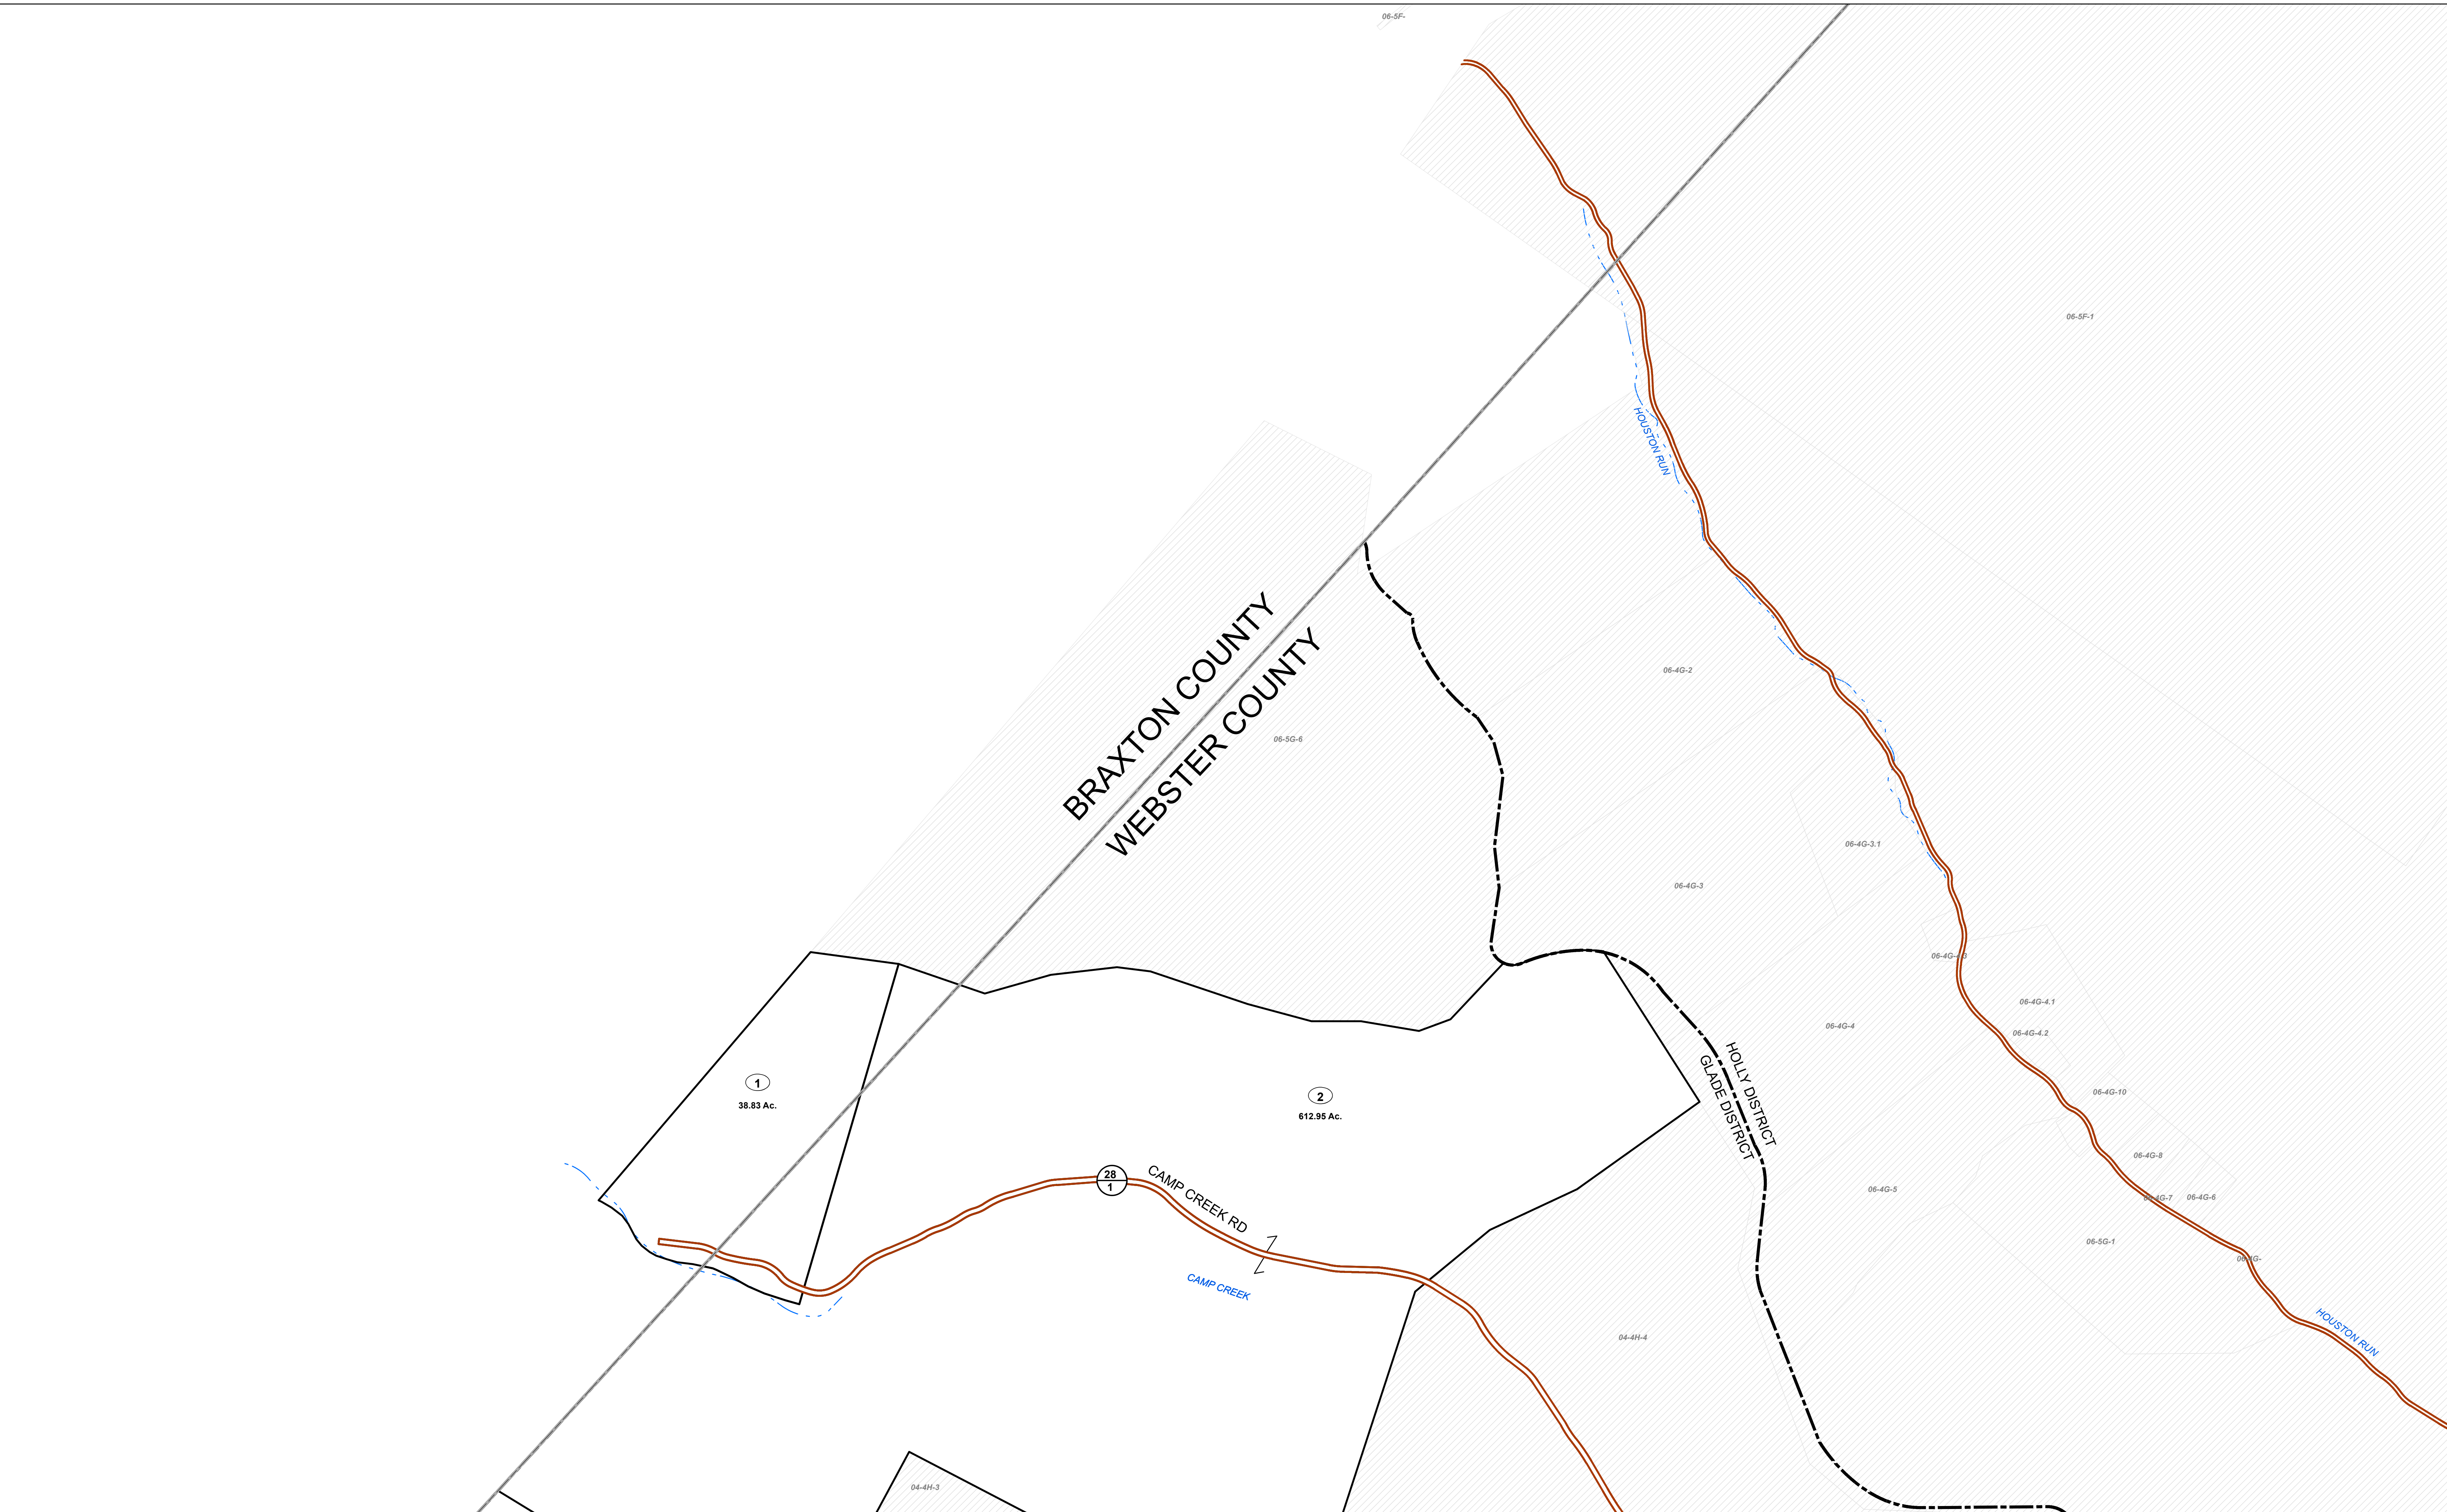 06-5F-
06-5F-1
HOUSTON RUN
BRAXTON COUNTY
WEBSTER COUNTY
06-4G-2
06-5G-6
06-4G-3.1
06-4G-3
06-4G-4.3
06-4G-4.1
06-4G-4
06-4G-4.2
HOLLY DISTRICT
GLADE DISTRICT
1
38.83 Ac.
2
612.95 Ac.
06-4G-10
06-4G-8
28
1
CAMP CREEK RD
06-4G-5
06-4G-7
06-4G-6
06-5G-1
CAMP CREEK
HOUSTON RUN
04-4H-4
04-4H-3